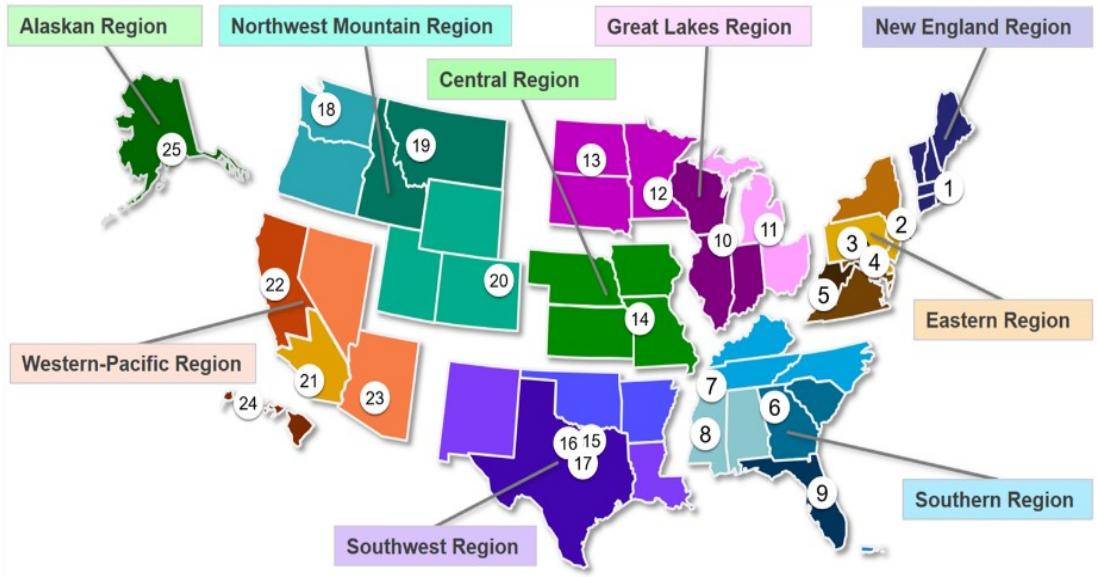 Alaskan Region
Northwest Mountain Region
Great Lakes Region
New England Region
Central Region
18
19
25
13
12
10
11
1
2
3
4
5
22
20
14
Eastern Region
Western-Pacific Region
21
23
24
7
6
8
16
15
17
9
Southern Region
Southwest Region